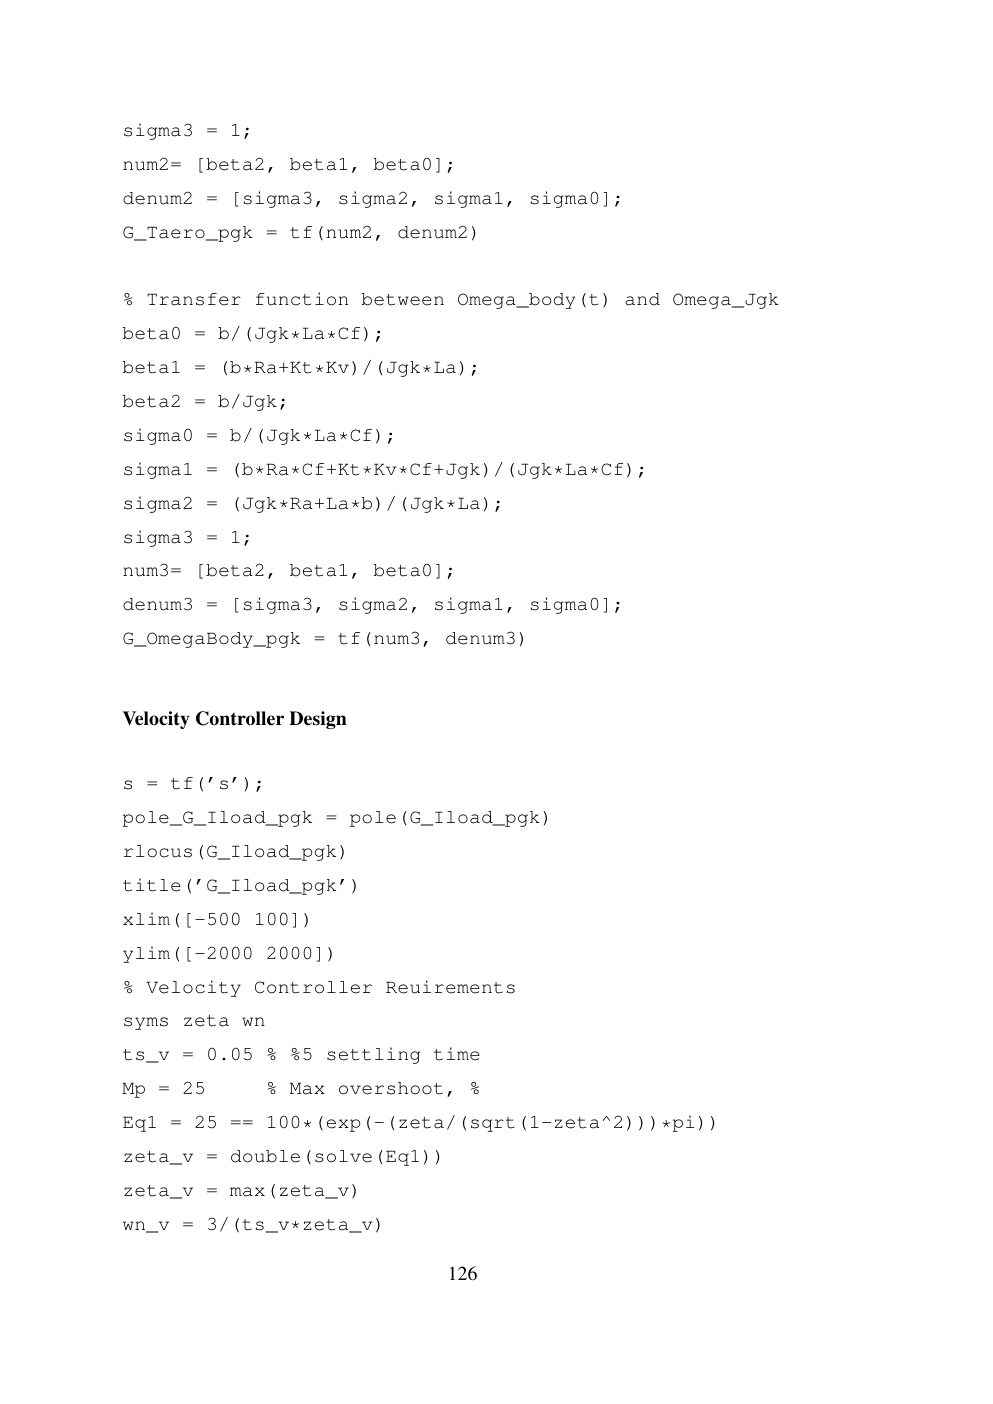 sigma3 = 1;
num2= [beta2, beta1, beta0];
denum2 = [sigma3, sigma2, sigma1, sigma0];
G_Taero_pgk = tf(num2, denum2)
% Transfer function between Omega_body(t) and Omega_Jgk
beta0 = b/(Jgk*La*Cf);
beta1 = (b*Ra+Kt*Kv)/(Jgk*La);
beta2 = b/Jgk;
sigma0 = b/(Jgk*La*Cf);
sigma1 = (b*Ra*Cf+Kt*Kv*Cf+Jgk)/(Jgk*La*Cf);
sigma2 = (Jgk*Ra+La*b)/(Jgk*La);
sigma3 = 1;
num3= [beta2, beta1, beta0];
denum3 = [sigma3, sigma2, sigma1, sigma0];
G_OmegaBody_pgk = tf(num3, denum3)
Velocity Controller Design
s = tf('s');
pole_G_Iload_pgk = pole(G_Iload_pgk)
rlocus(G_Iload_pgk)
title('G_Iload_pgk')
xlim([-500 100])
ylim([-2000 2000])
% Velocity Controller Reuirements
syms zeta wn
ts_v = 0.05 % %5 settling time
Mp = 25     % Max overshoot, %
Eq1 = 25 == 100*(exp(-(zeta/(sqrt(1-zeta^2)))*pi))
zeta_v = double(solve(Eq1))
zeta_v = max(zeta_v)
wn_v = 3/(ts_v*zeta_v)
126